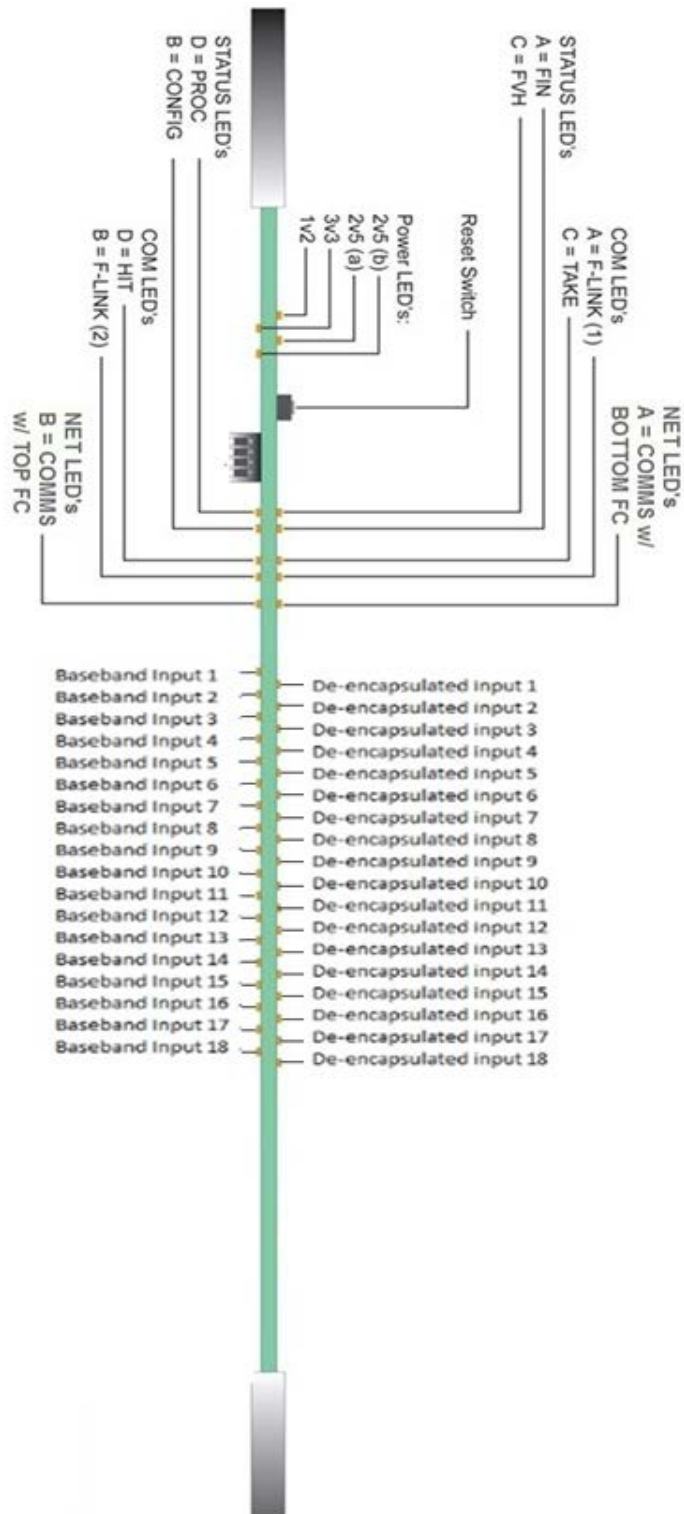 STATUS LED's
A = FIN
C = FVH
COM LED's
A = F-LINK (1)
C = TAKE
NET LED's
A = COMMS w/
BOTTOM FC
Reset Switch
Power LED's:
2v5 (b)
2v5 (a)
3v3
1v2
STATUS LED's
D = PROC
B = CONFIG
COM LED's
D = HIT
B = F-LINK (2)
NET LED's
B = COMMS
w/ TOP FC
Baseband Input 1
Baseband Input 2
Baseband Input 3
Baseband Input 4
Baseband Input 5
Baseband Input 6
Baseband Input 7
Baseband Input 8
Baseband Input 9
Baseband Input 10
Baseband Input 11
Baseband Input 12
Baseband Input 13
Baseband Input 14
Baseband Input 15
Baseband Input 16
Baseband Input 17
Baseband Input 18
De-encapsulated input 1
De-encapsulated input 2
De-encapsulated input 3
De-encapsulated input 4
De-encapsulated input 5
De-encapsulated input 6
De-encapsulated input 7
De-encapsulated input 8
De-encapsulated input 9
De-encapsulated input 10
De-encapsulated input 11
De-encapsulated input 12
De-encapsulated input 13
De-encapsulated input 14
De-encapsulated input 15
De-encapsulated input 16
De-encapsulated input 17
De-encapsulated input 18